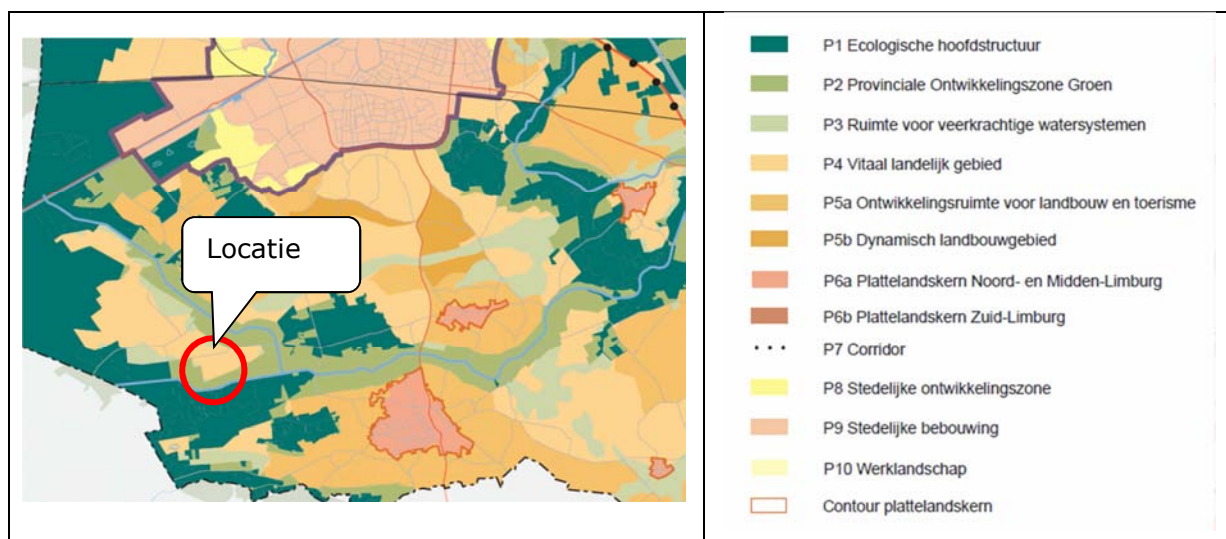 Locatie
P1 Ecologische hoofdstructuur
P2 Provinciale Ontwikkelingszone Groen
P3 Ruimte voor veerkrachtige watersystemen
P4 Vitaal landelijk gebied
P5a Ontwikkelingsruimte voor landbouw en toerisme
P5b Dynamisch landbouwgebied
P6a Plattelandskern Noord- en Midden-Limburg
P6b Plattelandskern Zuid-Limburg
P7 Corridor
P8 Stedelijke ontwikkelingszone
P9 Stedelijke bebouwing
P10 Werklandschap
Contour plattelandskern